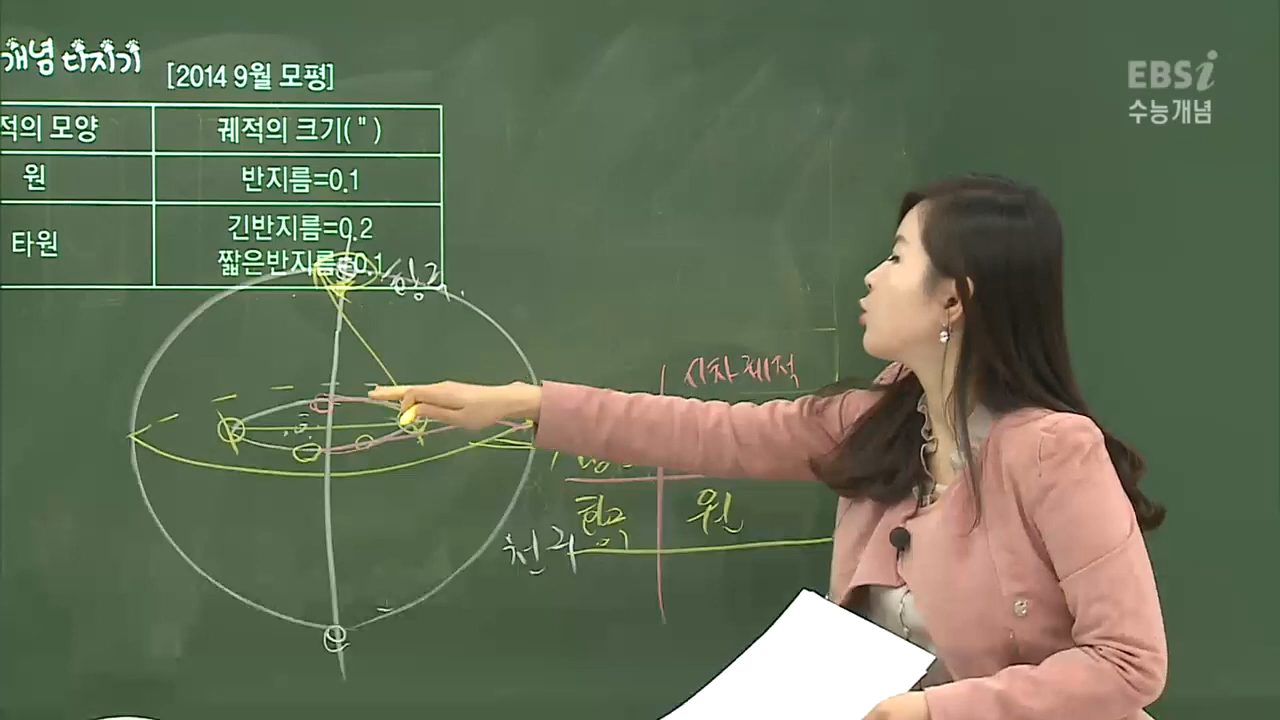 개념 다지기
[2014 9월 모평]
적의 모양
궤적의 크기(")
원
반지름=0.1
타원
긴반지름=0.2
짧은반지름=0.1
황극
시차궤적
황극
원
천구
EBSi
수능개념